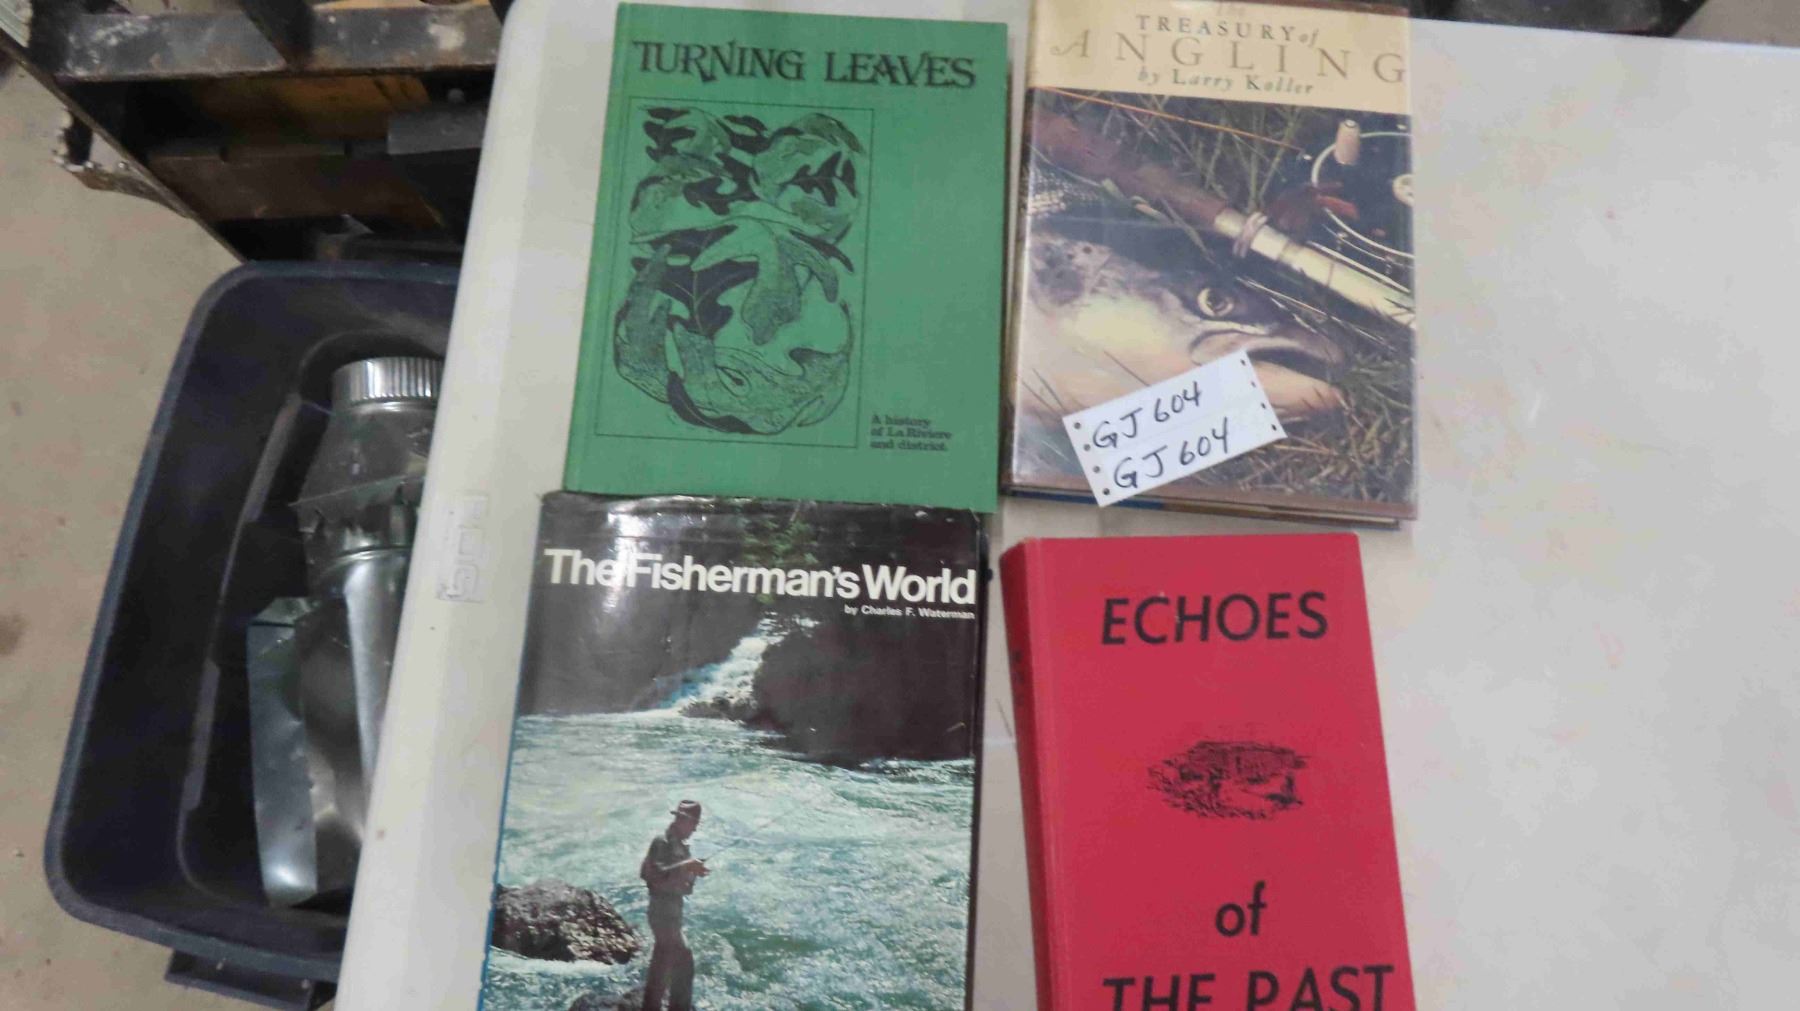 TURNING LEAVES
A history
of La Riviere
and district.
The
TREASURY of
ANGLING
by Larry Koller
GJ 604
GJ 604
The Fisherman's World
by Charles F. Waterman
ECHOES
of
THE PAST